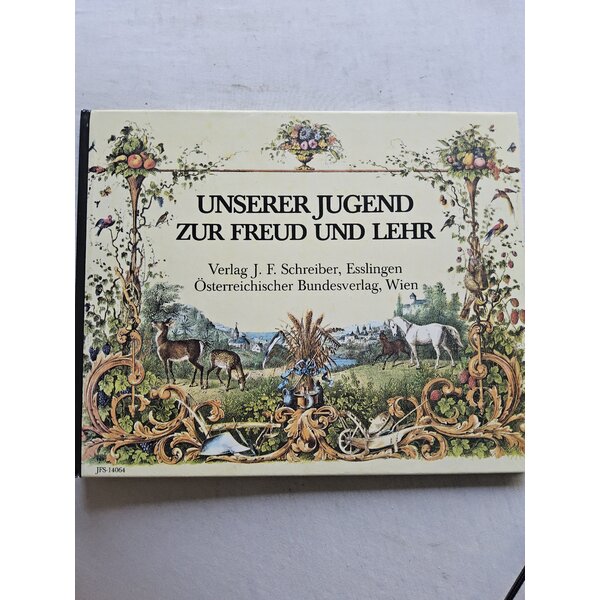 UNSERER JUGEND
ZUR FREUD UND LEHR
Verlag J. F. Schreiber, Esslingen
Österreichischer Bundesverlag, Wien
JFS-14064